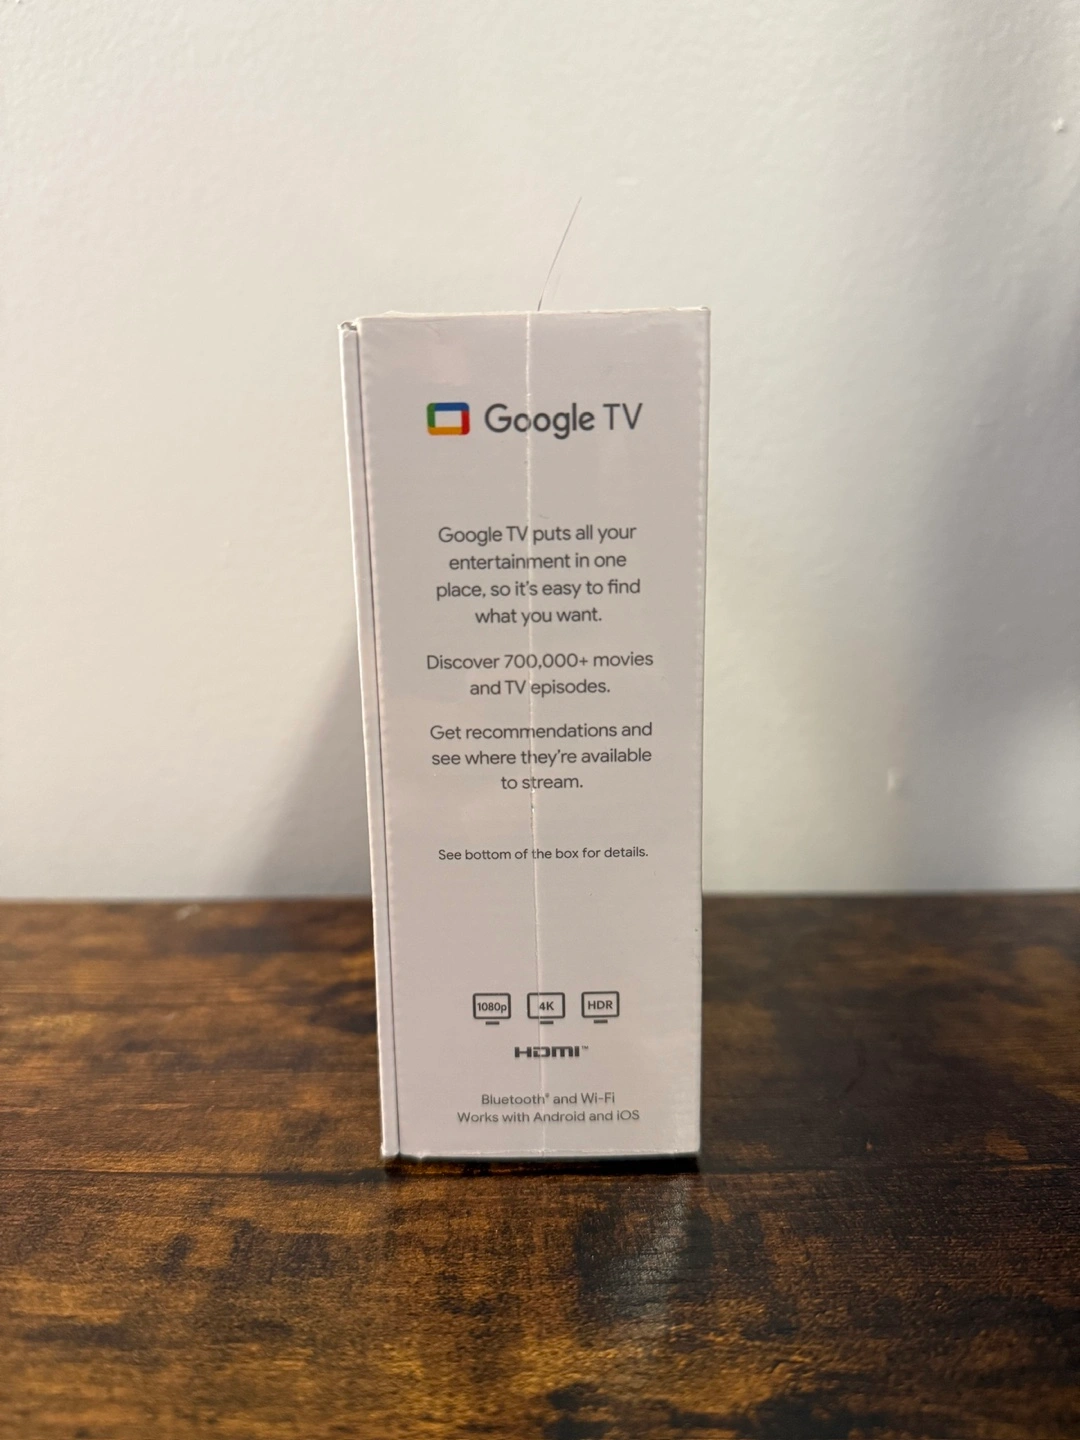 Google TV
Google TV puts all your
entertainment in one
place, so it's easy to find
what you want.
Discover 700,000+ movies
and TV episodes.
Get recommendations and
see where they're available
to stream.
See bottom of the box for details.
1080p 4K HDR
HDMI™
Bluetooth® and Wi-Fi
Works with Android and iOS